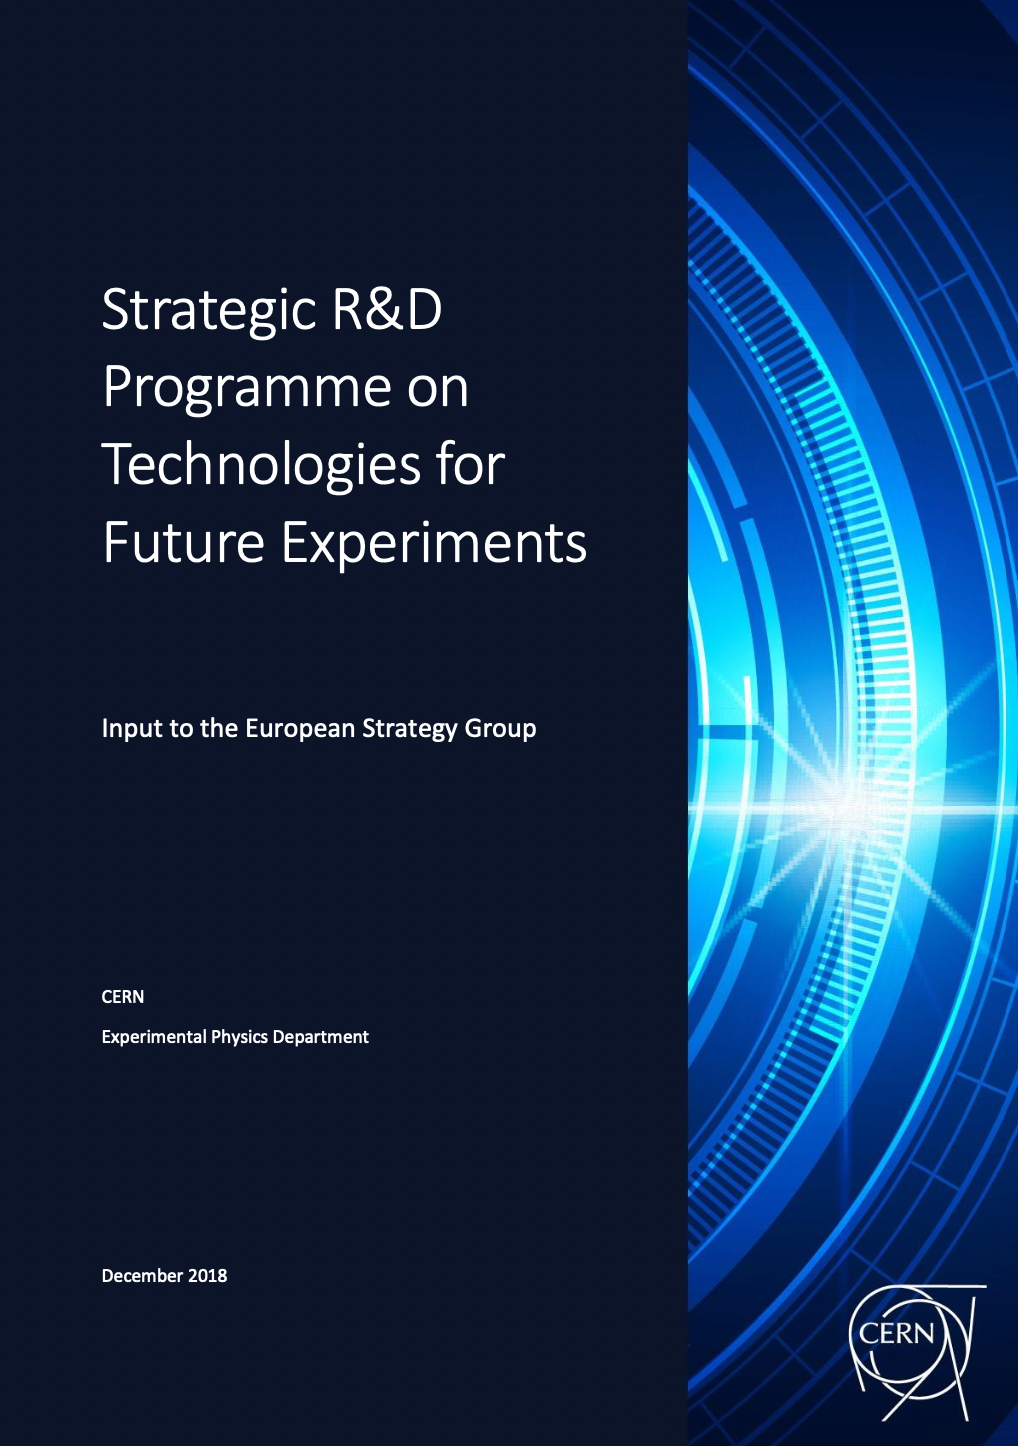 Strategic R&D
Programme on
Technologies for
Future Experiments
Input to the European Strategy Group
CERN
Experimental Physics Department
December 2018
CERN